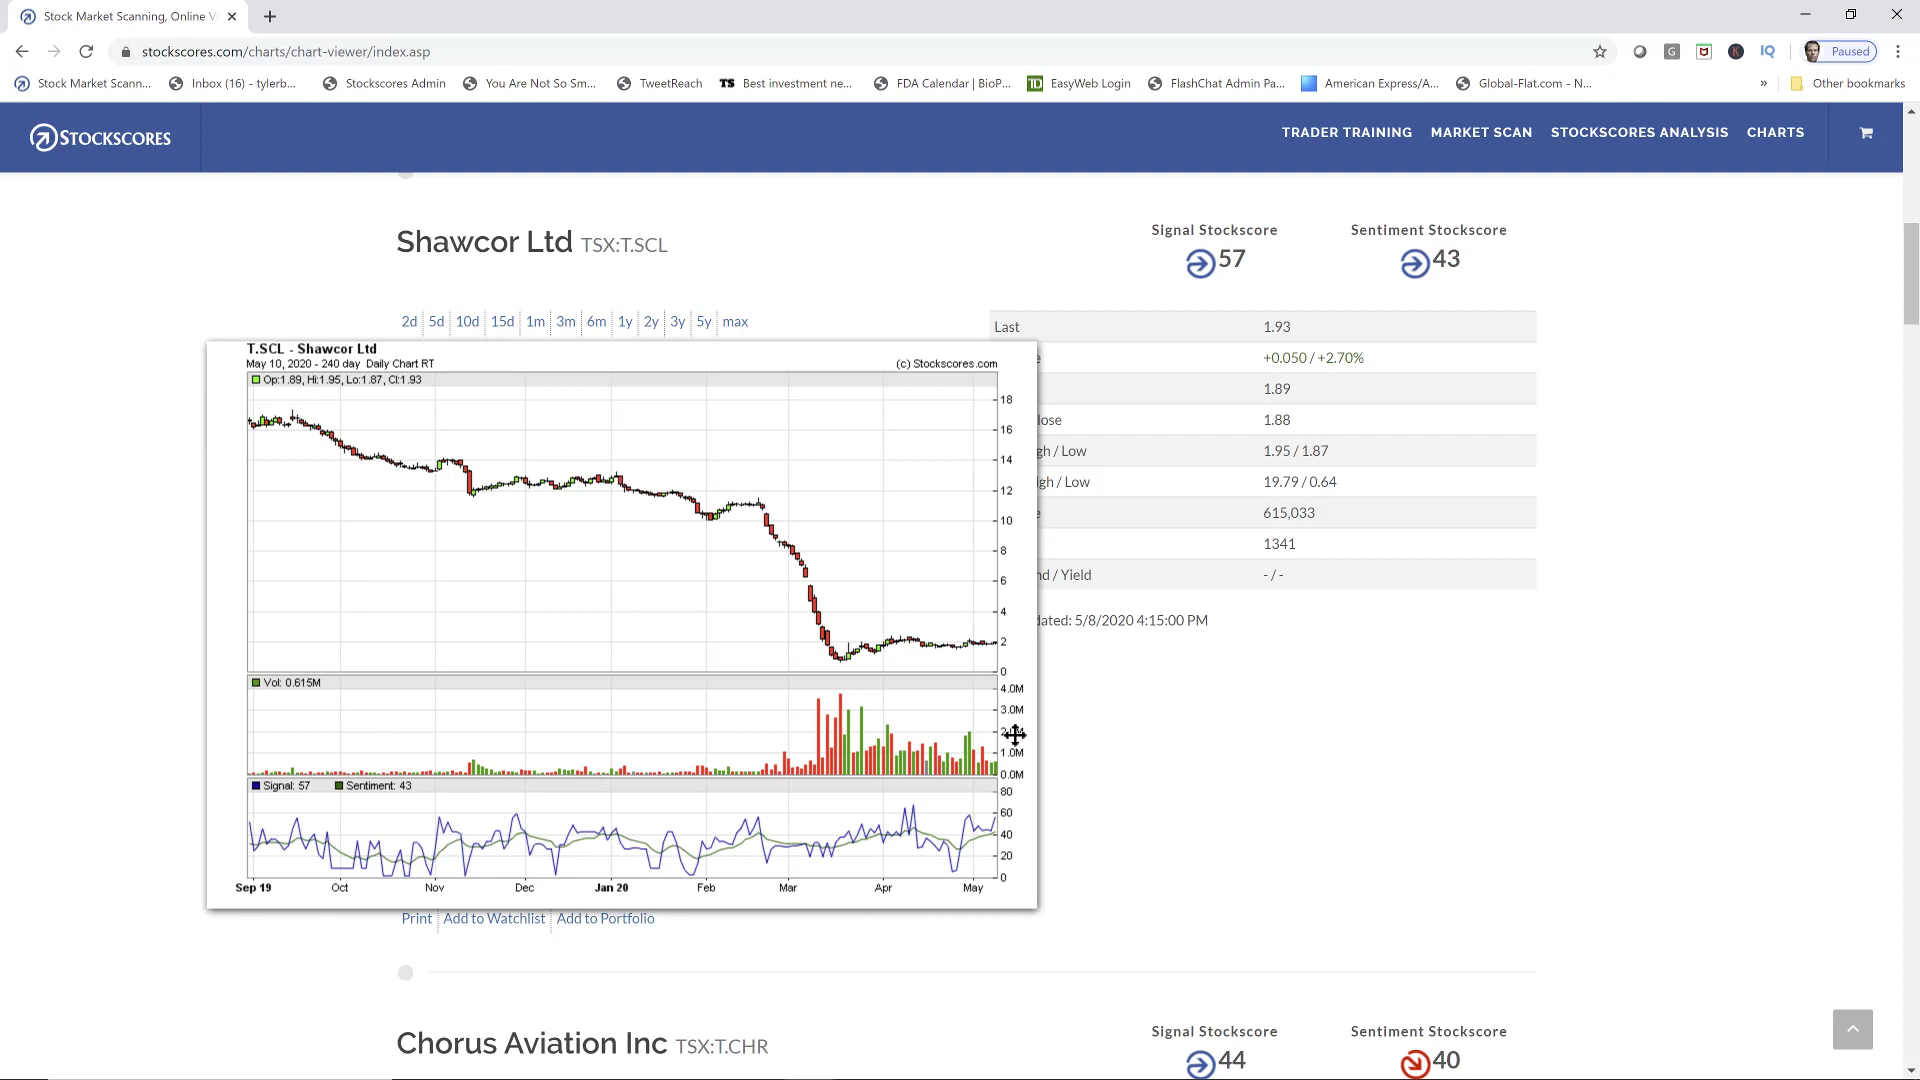 Stock Market Scanning, Online V
stockscores.com/charts/chart-viewer/index.asp
Paused
Stock Market Scann...
Inbox (16) - tylerb...
Stockscores Admin
You Are Not So Sm...
TweetReach
TS Best investment ne...
FDA Calendar | BioP...
EasyWeb Login
FlashChat Admin Pa...
American Express/A...
Global-Flat.com - N...
»
Other bookmarks
STOCKSCORES
TRADER TRAINING
MARKET SCAN
STOCKSCORES ANALYSIS
CHARTS
Shawcor Ltd TSX:T.SCL
Signal Stockscore
57
Sentiment Stockscore
43
2d 5d 10d 15d 1m 3m 6m 1y 2y 3y 5y max
Last 1.93
e +0.050 / +2.70%
1.89
lose 1.88
gh / Low 1.95 / 1.87
igh / Low 19.79 / 0.64
e 615,033
1341
nd / Yield - / -
dated: 5/8/2020 4:15:00 PM
T.SCL - Shawcor Ltd
May 10, 2020 - 240 day Daily Chart RT
(c) Stockscores.com
Op:1.89, Hi:1.95, Lo:1.87, Cl:1.93
18
16
14
12
10
8
6
4
2
0
Vol: 0.615M
4.0M
3.0M
1.0M
0.0M
Signal: 57 Sentiment: 43
80
60
40
20
0
Sep 19 Oct Nov Dec Jan 20 Feb Mar Apr May
Print Add to Watchlist Add to Portfolio
Chorus Aviation Inc TSX:T.CHR
Signal Stockscore
44
Sentiment Stockscore
40